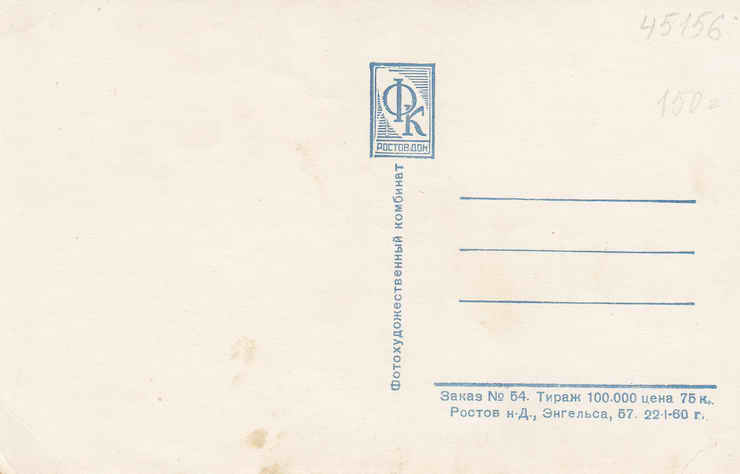 45156
150=
ФК
РОСТОВ ДОН
Фотохудожественный комбинат
Заказ № 54. Тираж 100.000 цена 75 к.
Ростов н-Д., Энгельса, 57. 22-I-60 г.